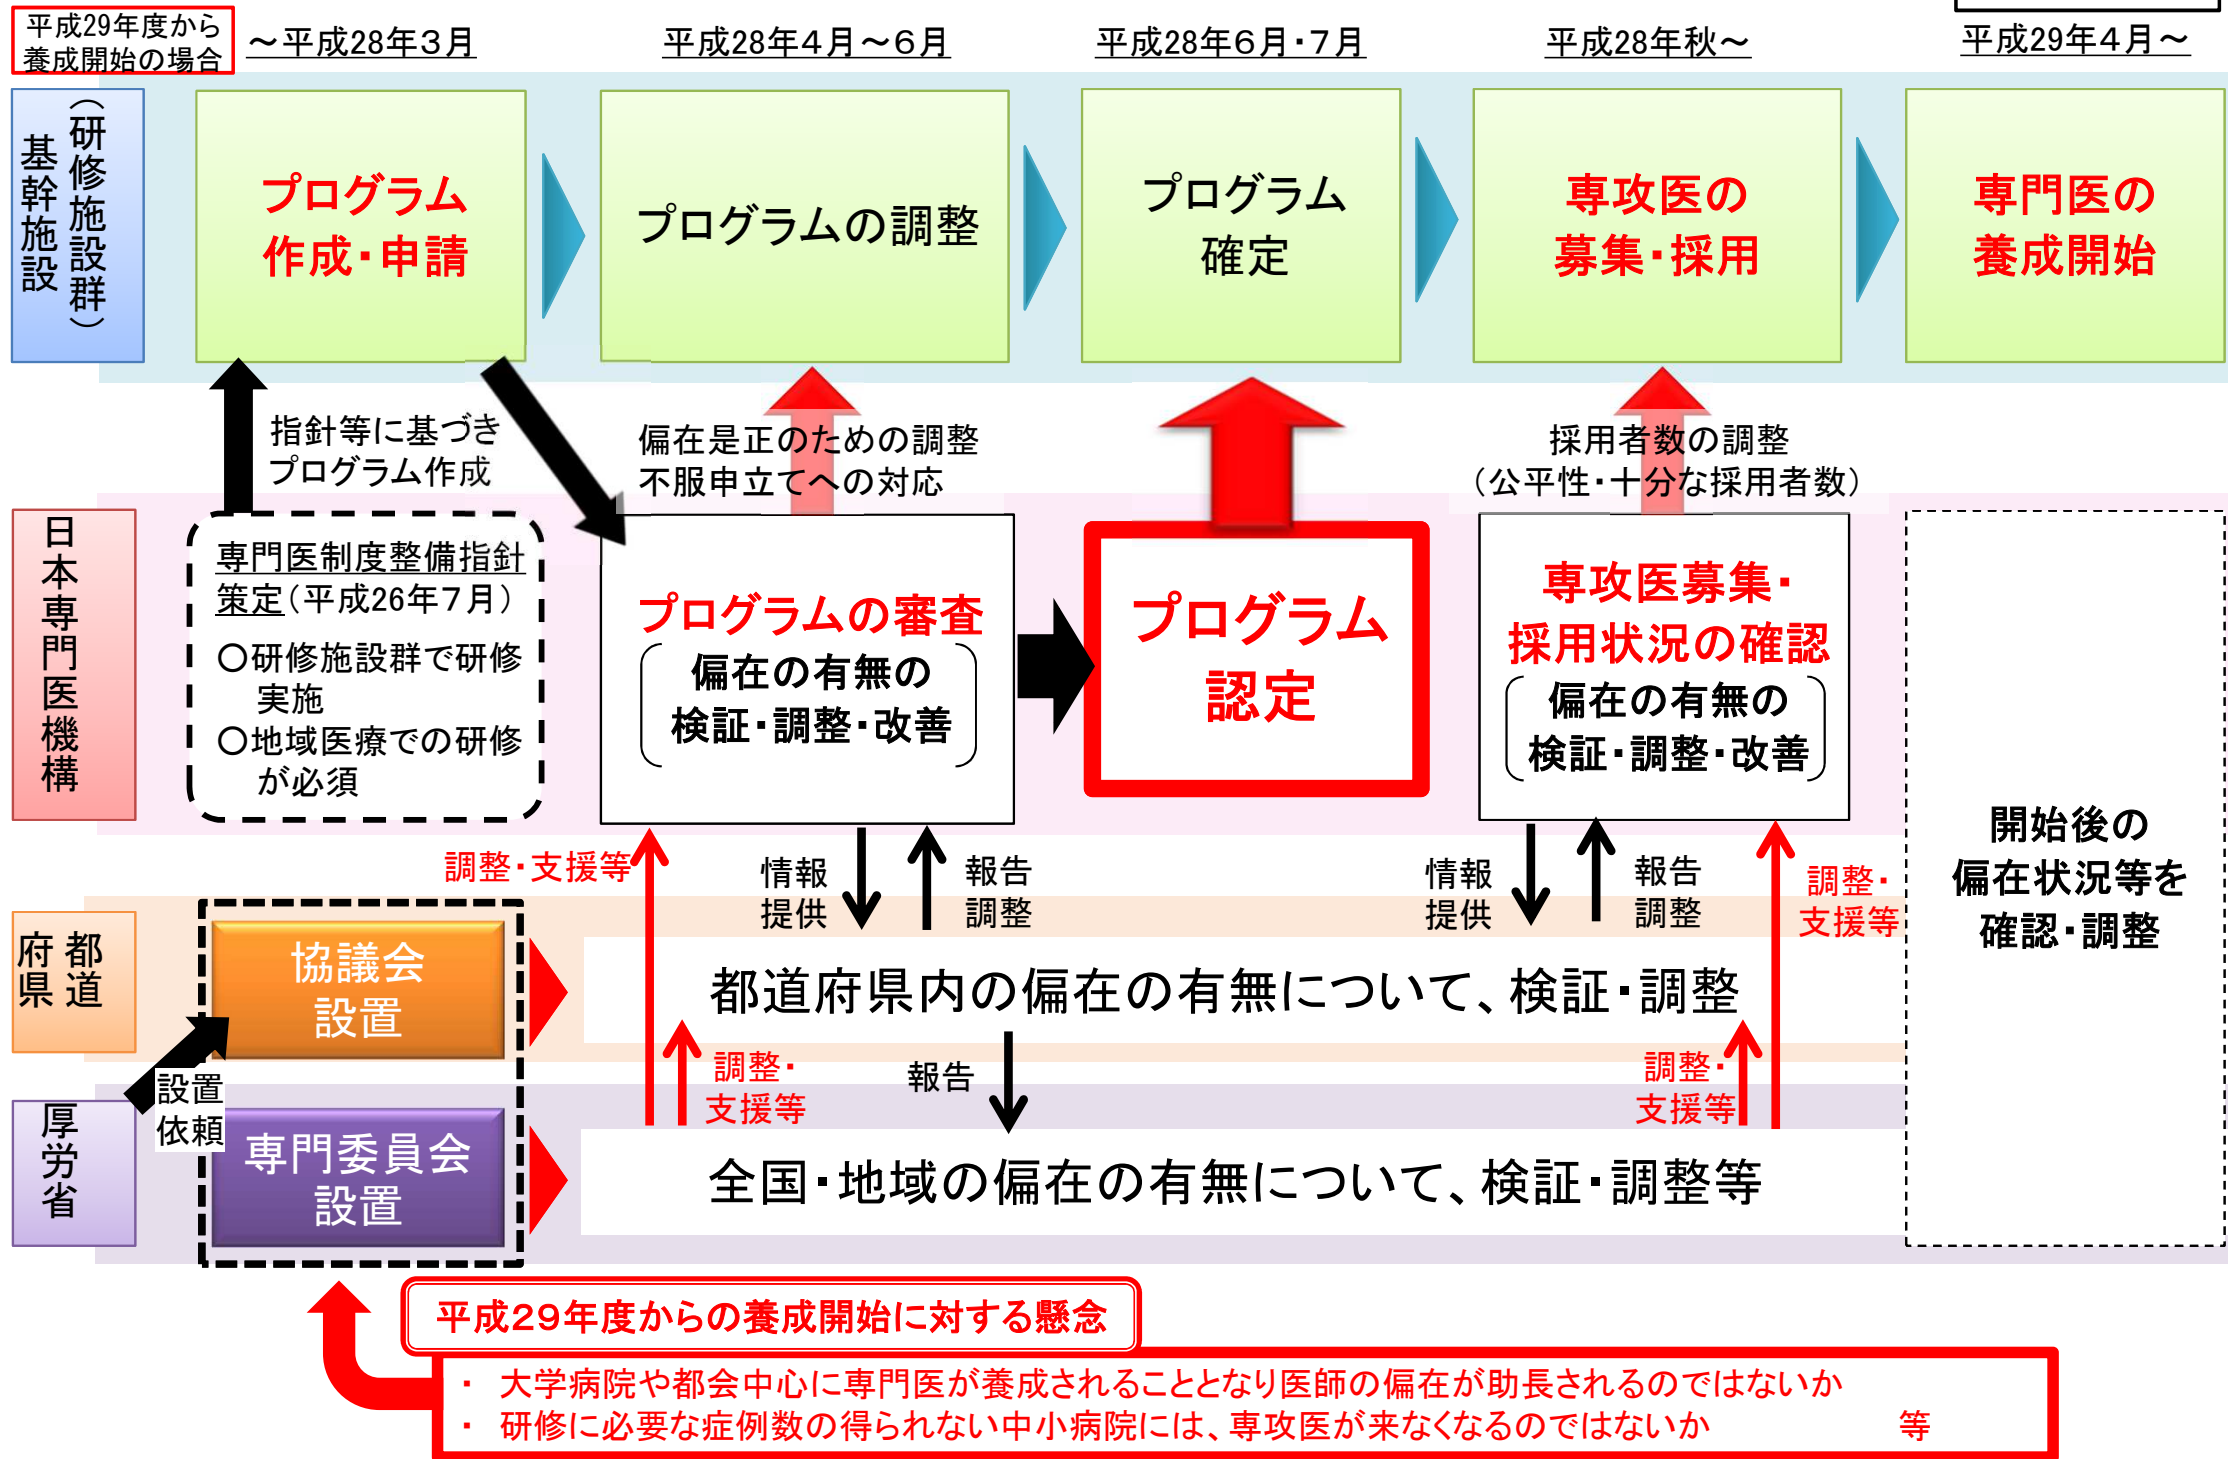 平成29年度から
養成開始の場合
～平成28年３月
平成28年４月～６月
平成28年６月・７月
平成28年秋～
平成29年４月～
基幹施設
（研修施設群）
プログラム
作成・申請
プログラムの調整
プログラム
確定
専攻医の
募集・採用
専門医の
養成開始
指針等に基づき
プログラム作成
偏在是正のための調整
不服申立てへの対応
採用者数の調整
（公平性・十分な採用者数）
日本専門医機構
専門医制度整備指針
策定（平成26年７月）
〇研修施設群で研修
実施
〇地域医療での研修
が必須
プログラムの審査
偏在の有無の
検証・調整・改善
プログラム
認定
専攻医募集・
採用状況の確認
偏在の有無の
検証・調整・改善
開始後の
偏在状況等を
確認・調整
調整・支援等
情報
提供
報告
調整
情報
提供
報告
調整
調整・
支援等
都道
府県
協議会
設置
都道府県内の偏在の有無について、検証・調整
設置
依頼
調整・
支援等
報告
調整・
支援等
厚労省
専門委員会
設置
全国・地域の偏在の有無について、検証・調整等
平成２９年度からの養成開始に対する懸念
・ 大学病院や都会中心に専門医が養成されることとなり医師の偏在が助長されるのではないか
・ 研修に必要な症例数の得られない中小病院には、専攻医が来なくなるのではないか 等